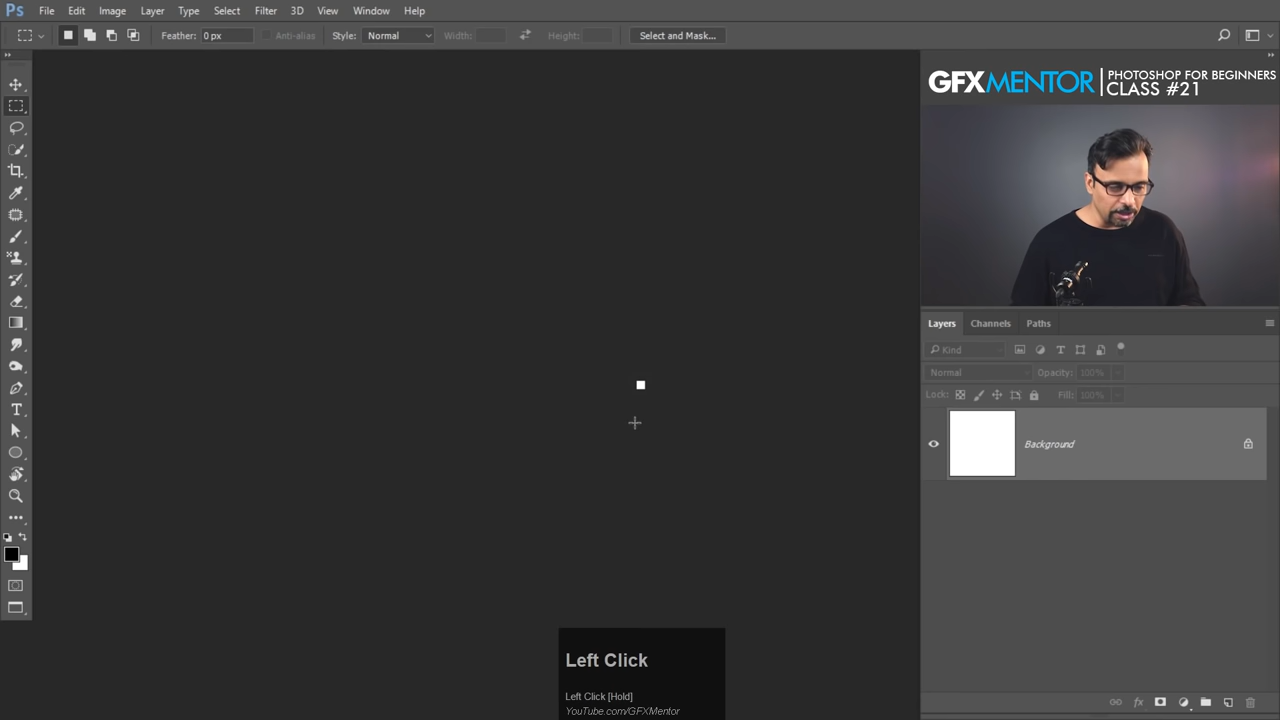 Ps File Edit Image Layer Type Select Filter 3D View Window Help
Feather: 0 px Anti-alias Style: Normal Width: Height: Select and Mask...
GFXMENTOR PHOTOSHOP FOR BEGINNERS
CLASS #21
Layers Channels Paths
Kind
Normal Opacity: 100%
Lock: Fill: 100%
Background
Left Click
Left Click [Hold]
YouTube.com/GFXMentor